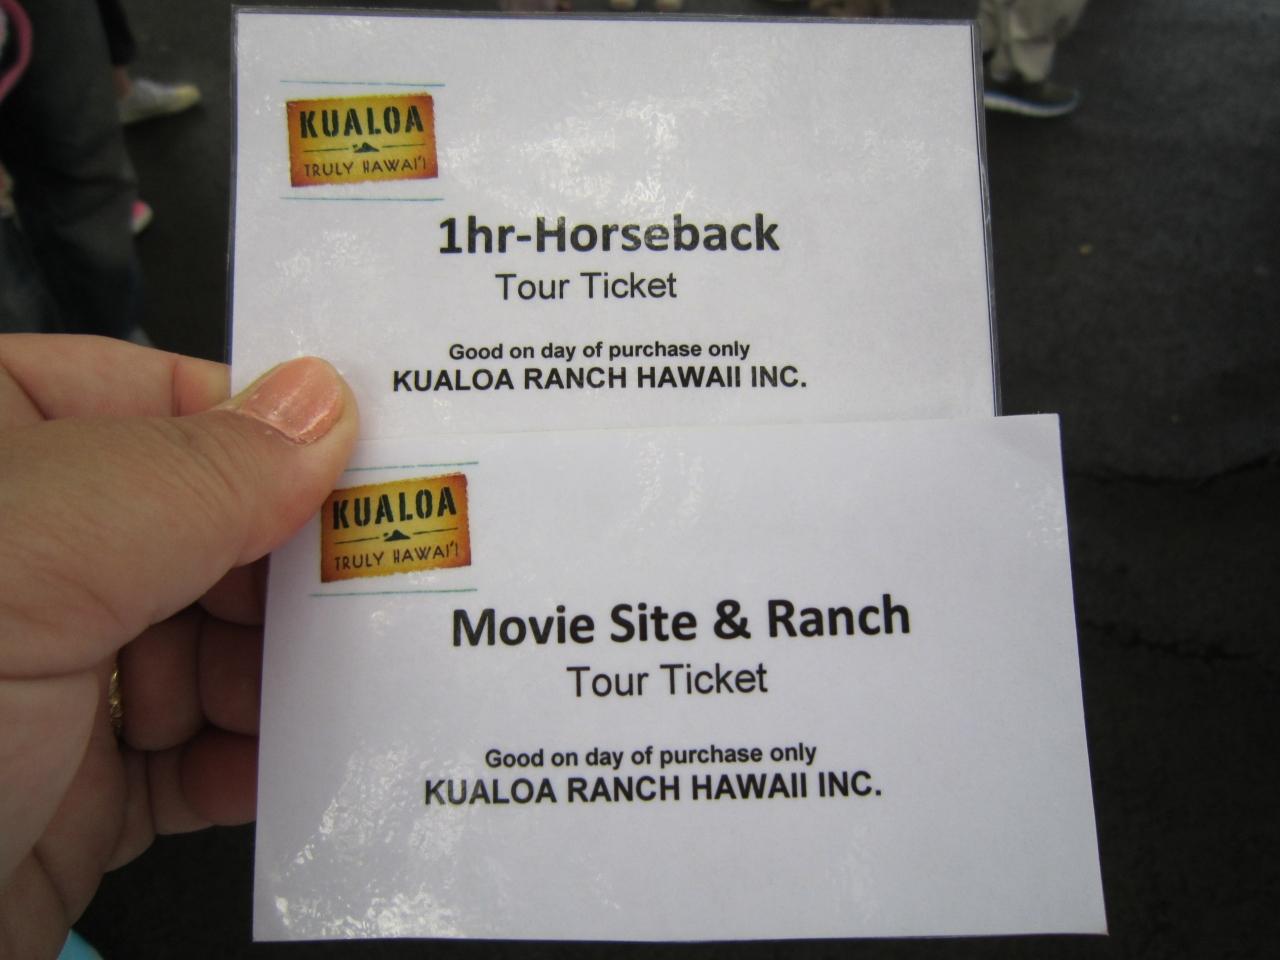 KUALOA
TRULY HAWAI'I
1hr-Horseback
Tour Ticket
Good on day of purchase only
KUALOA RANCH HAWAII INC.
KUALOA
TRULY HAWAI'I
Movie Site & Ranch
Tour Ticket
Good on day of purchase only
KUALOA RANCH HAWAII INC.